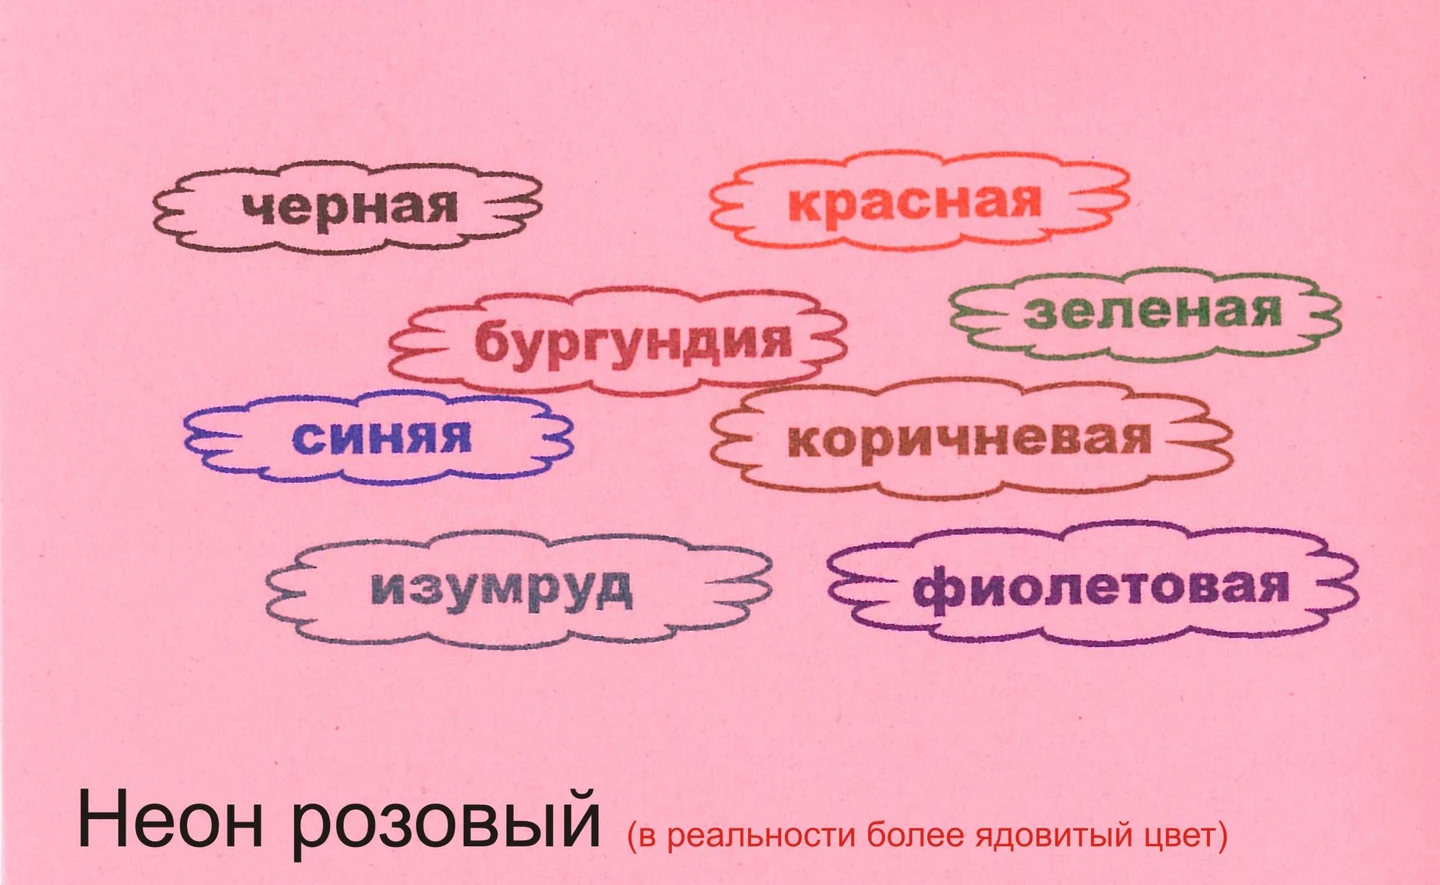 черная
красная
бургундия
зеленая
синяя
коричневая
изумруд
фиолетовая
Неон розовый (в реальности более ядовитый цвет)